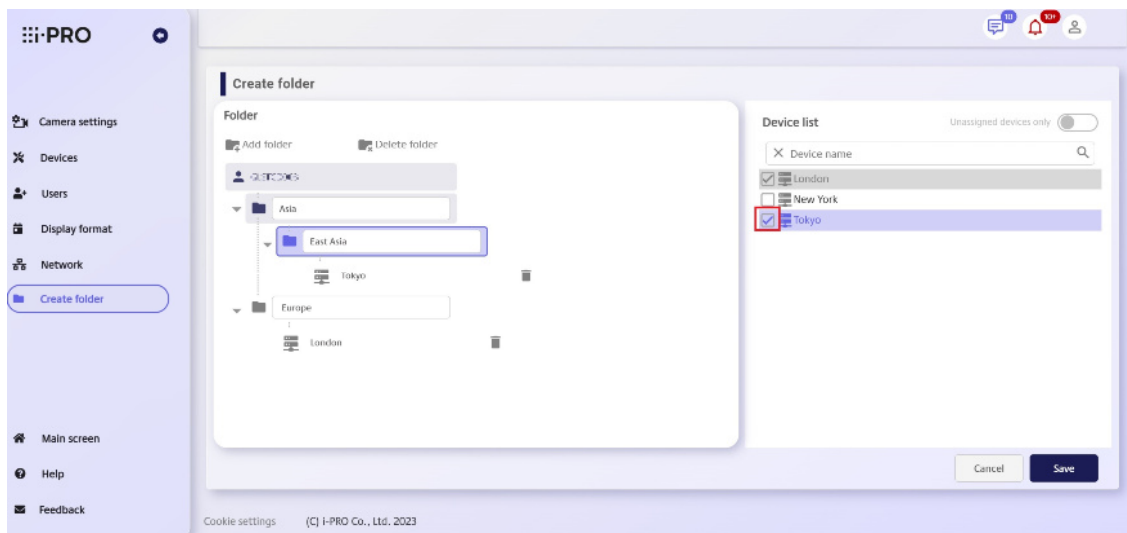 i-PRO
10
10+
Create folder
Folder
Device list
Unassigned devices only
Camera settings
Add folder
Delete folder
Device name
Devices
London
Users
Asia
New York
Tokyo
Display format
East Asia
Network
Tokyo
Create folder
Europe
London
Main screen
Help
Cancel
Save
Feedback
Cookie settings
(C) i-PRO Co., Ltd. 2023